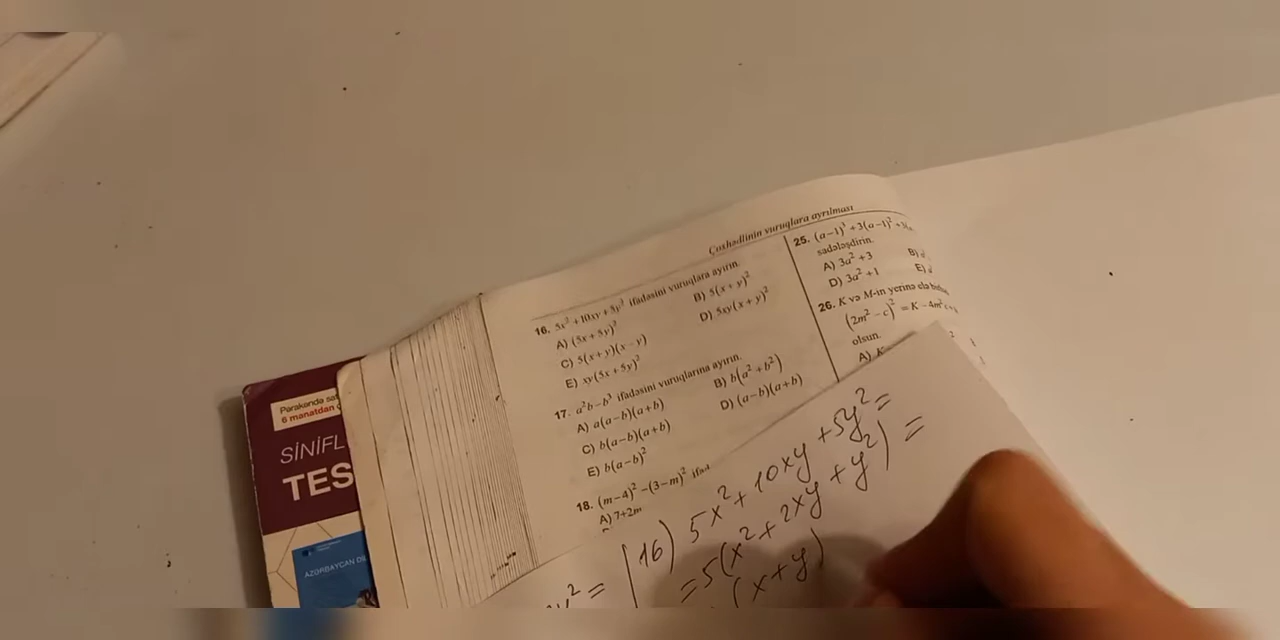 Çoxhədlinin vuruqlara ayrılması
16. 5x² + 10xy + 5y² ifadəsini vuruqlara ayırın.
A) (5x + 5y)² B) 5(x + y)²
C) 5(x + y)(x − y) D) 5xy(x + y)²
E) xy(5x + 5y)²
17. a²b − b³ ifadəsini vuruqlarına ayırın.
A) a(a − b)(a + b) B) b(a² + b²)
C) b(a − b)(a + b) D) (a − b)(a + b)
E) b(a − b)²
18. (m − 4)² − (3 − m)²
A) 7+2m
25. (a − 1)³ + 3(a − 1)² +
sadələşdirin.
A) 3a² + 3 B)
D) 3a² + 1 E)
26. K və M-in yerinə elə
(2m² − c)² = K − 4m²
olsun.
A) K
16) 5x² + 10xy + 5y² =
= 5(x² + 2xy + y²) =
(x + y)
Pərakəndə
6 manatdan
SİNİFL
TES
AZƏRBAYCAN Dİ